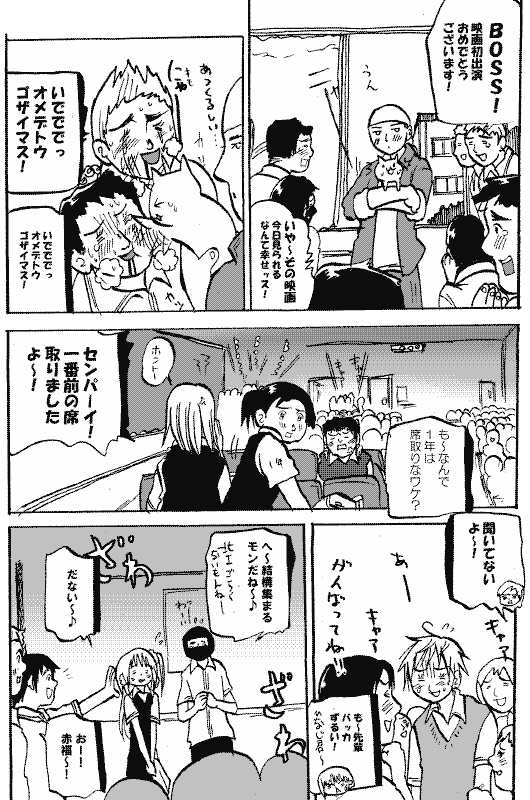 BOSS!
映画初出演
おめでとう
ございます!
うん
いや〜その映画
今日見られる
なんて幸せッス!
あつくるしい…
いでででっ
オメデトウ
ゴザイマス!
いでででっ
オメデトウ
ゴザイマス!
も〜なんで
1年は
席取りなワケ?
センパーイ!
一番前の席
取りました
よ〜!
聞いてない
よ〜!
キャア
あー
キャア
がんばってね
も〜先輩
バッカ
ずるい!
へ〜結構集まる
モンだね〜♪
ざわ
だない〜♪
ざわ
おー!
赤福〜!